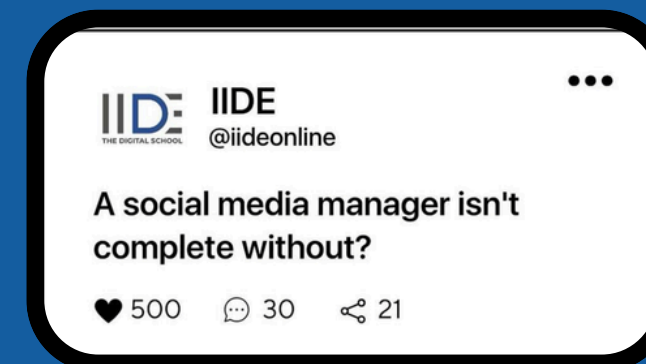 IIDE
THE DIGITAL SCHOOL
IIDE
@iideonline
A social media manager isn't
complete without?
500 30 21